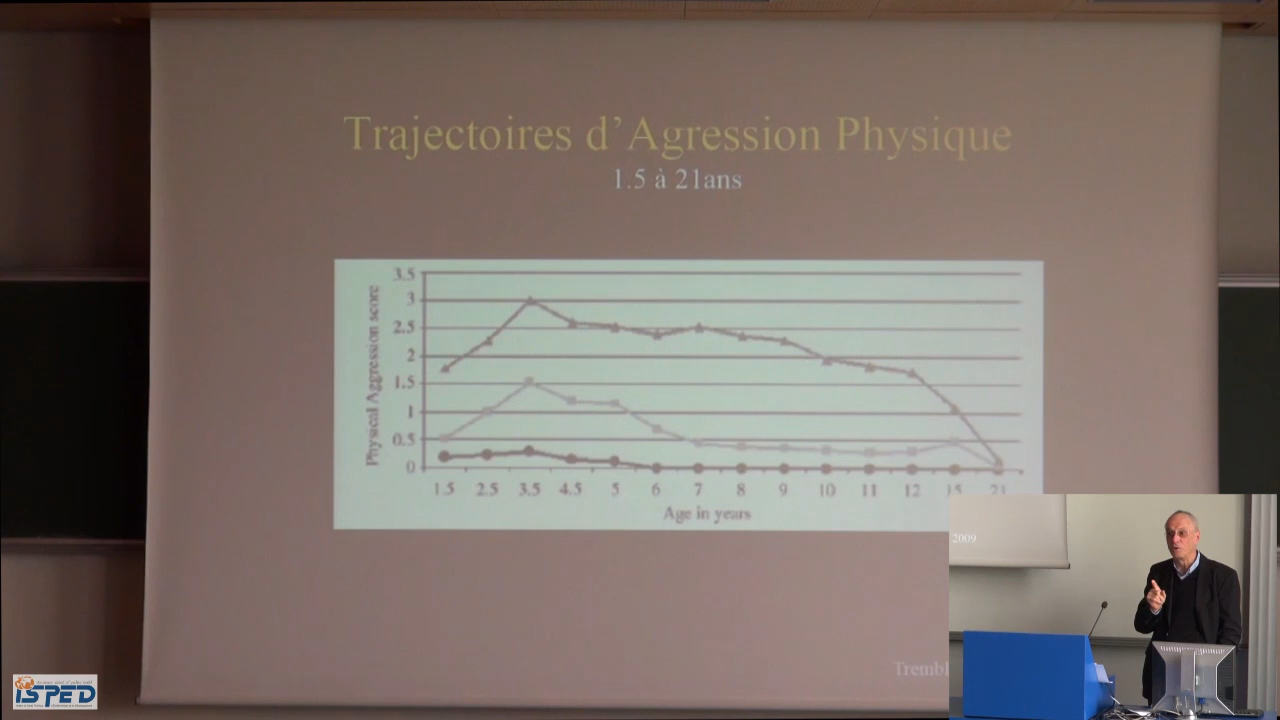 Trajectoires d’Agression Physique
1.5 à 21ans
Physical Aggression score
3.5
3
2.5
2
1.5
1
0.5
0
1.5 2.5 3.5 4.5 5 6 7 8 9 10 11 12 15 21
Age in years
2009
Trembl
ISPED